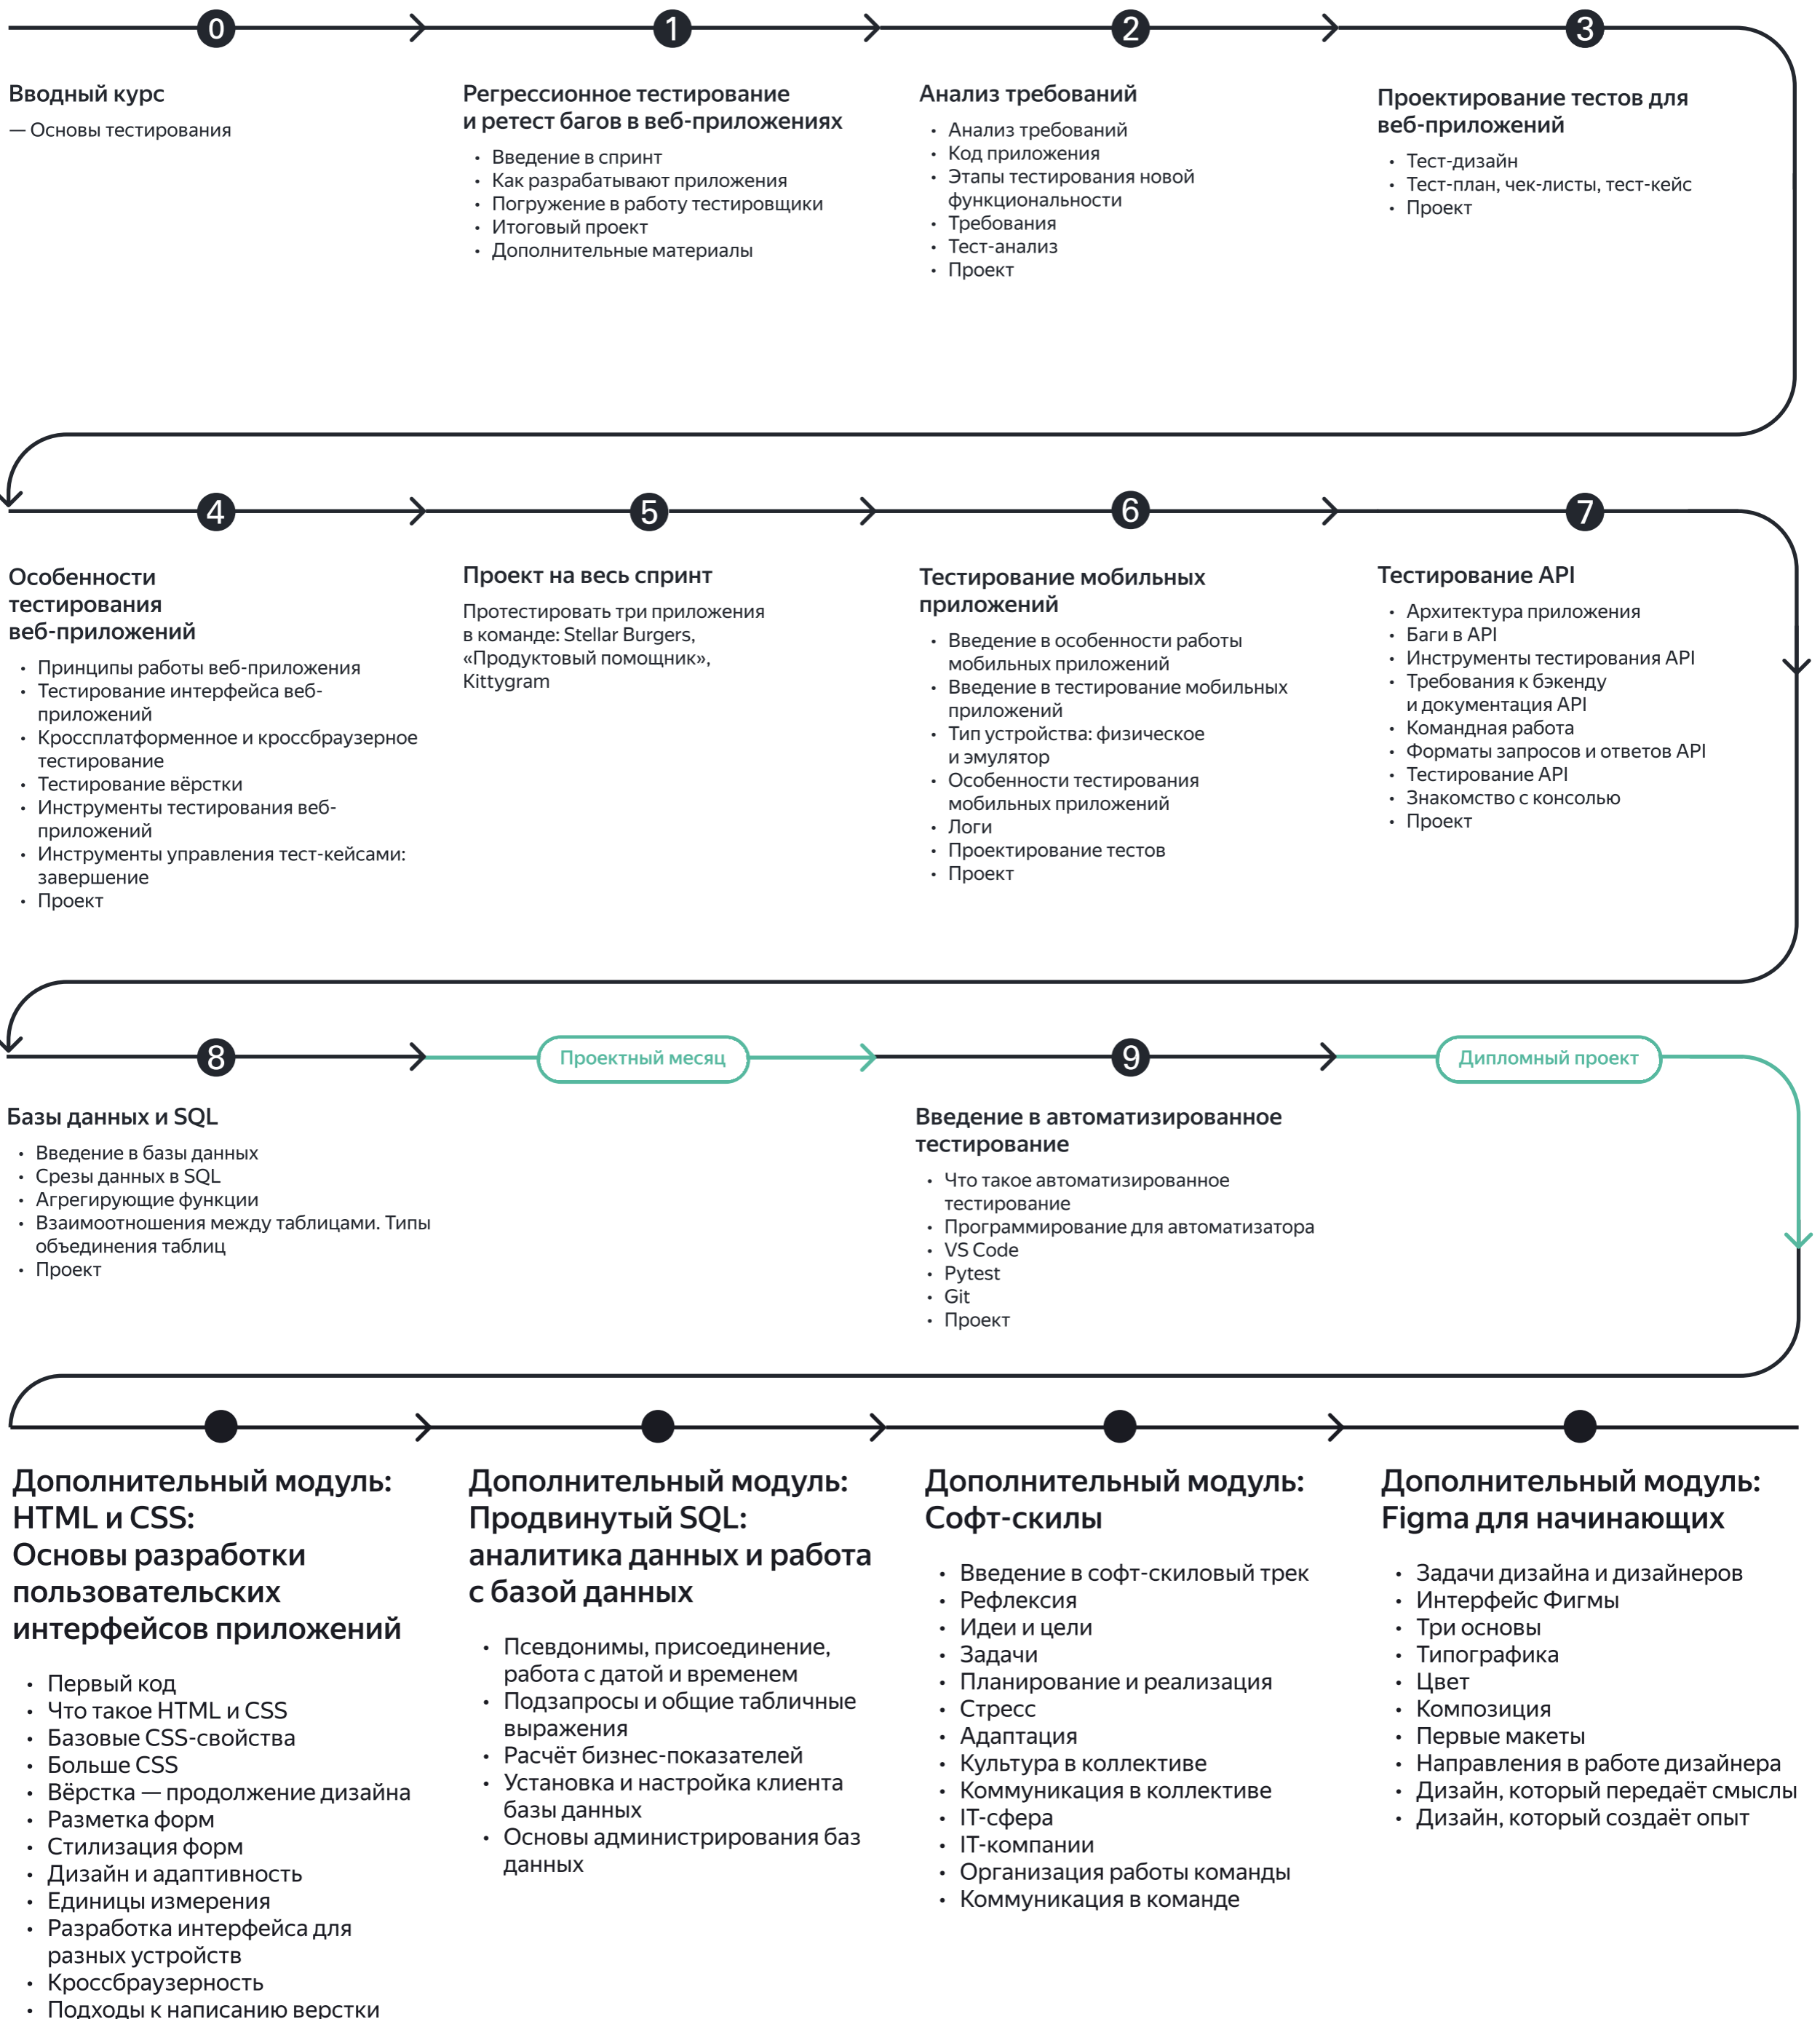 0
1
2
3
Вводный курс
— Основы тестирования
Регрессионное тестирование
и ретест багов в веб-приложениях
• Введение в спринт
• Как разрабатывают приложения
• Погружение в работу тестировщики
• Итоговый проект
• Дополнительные материалы
Анализ требований
• Анализ требований
• Код приложения
• Этапы тестирования новой
функциональности
• Требования
• Тест-анализ
• Проект
Проектирование тестов для
веб-приложений
• Тест-дизайн
• Тест-план, чек-листы, тест-кейс
• Проект
4
5
6
7
Особенности
тестирования
веб-приложений
• Принципы работы веб-приложения
• Тестирование интерфейса веб-
приложений
• Кроссплатформенное и кроссбраузерное
тестирование
• Тестирование вёрстки
• Инструменты тестирования веб-
приложений
• Инструменты управления тест-кейсами:
завершение
• Проект
Проект на весь спринт
Протестировать три приложения
в команде: Stellar Burgers,
«Продуктовый помощник»,
Kittygram
Тестирование мобильных
приложений
• Введение в особенности работы
мобильных приложений
• Введение в тестирование мобильных
приложений
• Тип устройства: физическое
и эмулятор
• Особенности тестирования
мобильных приложений
• Логи
• Проектирование тестов
• Проект
Тестирование API
• Архитектура приложения
• Баги в API
• Инструменты тестирования API
• Требования к бэкенду
и документация API
• Командная работа
• Форматы запросов и ответов API
• Тестирование API
• Знакомство с консолью
• Проект
8
Проектный месяц
9
Дипломный проект
Базы данных и SQL
• Введение в базы данных
• Срезы данных в SQL
• Агрегирующие функции
• Взаимоотношения между таблицами. Типы
объединения таблиц
• Проект
Введение в автоматизированное
тестирование
• Что такое автоматизированное
тестирование
• Программирование для автоматизатора
• VS Code
• Pytest
• Git
• Проект
Дополнительный модуль:
HTML и CSS:
Основы разработки
пользовательских
интерфейсов приложений
• Первый код
• Что такое HTML и CSS
• Базовые CSS-свойства
• Больше CSS
• Вёрстка — продолжение дизайна
• Разметка форм
• Стилизация форм
• Дизайн и адаптивность
• Единицы измерения
• Разработка интерфейса для
разных устройств
• Кроссбраузерность
• Подходы к написанию верстки
Дополнительный модуль:
Продвинутый SQL:
аналитика данных и работа
с базой данных
• Псевдонимы, присоединение,
работа с датой и временем
• Подзапросы и общие табличные
выражения
• Расчёт бизнес-показателей
• Установка и настройка клиента
базы данных
• Основы администрирования баз
данных
Дополнительный модуль:
Софт-скилы
• Введение в софт-скиловый трек
• Рефлексия
• Идеи и цели
• Задачи
• Планирование и реализация
• Стресс
• Адаптация
• Культура в коллективе
• Коммуникация в коллективе
• IT-сфера
• IT-компании
• Организация работы команды
• Коммуникация в команде
Дополнительный модуль:
Figma для начинающих
• Задачи дизайна и дизайнеров
• Интерфейс Фигмы
• Три основы
• Типографика
• Цвет
• Композиция
• Первые макеты
• Направления в работе дизайнера
• Дизайн, который передаёт смыслы
• Дизайн, который создаёт опыт